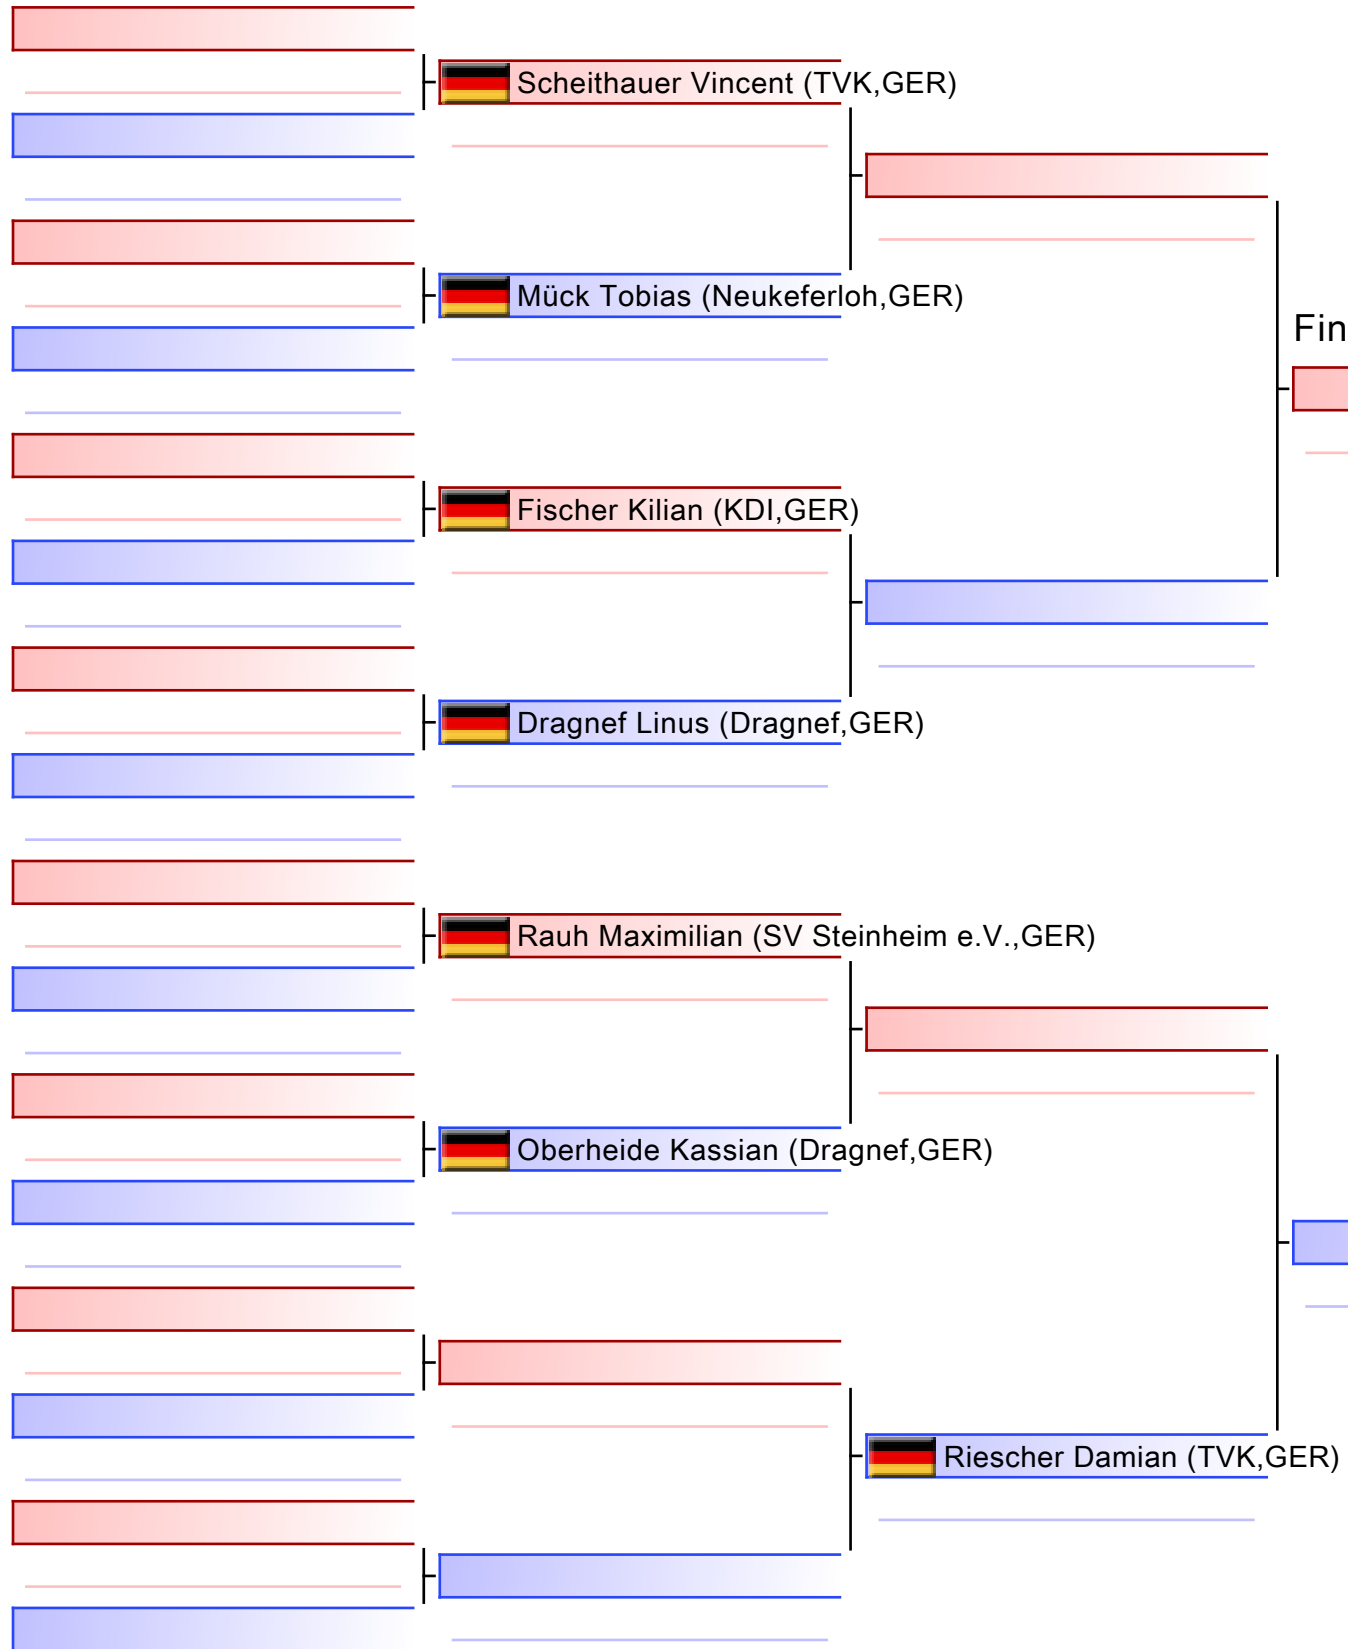 Scheithauer Vincent (TVK,GER)
Mück Tobias (Neukeferloh,GER)
Fin
Fischer Kilian (KDI,GER)
Dragnef Linus (Dragnef,GER)
Rauh Maximilian (SV Steinheim e.V.,GER)
Oberheide Kassian (Dragnef,GER)
Riescher Damian (TVK,GER)